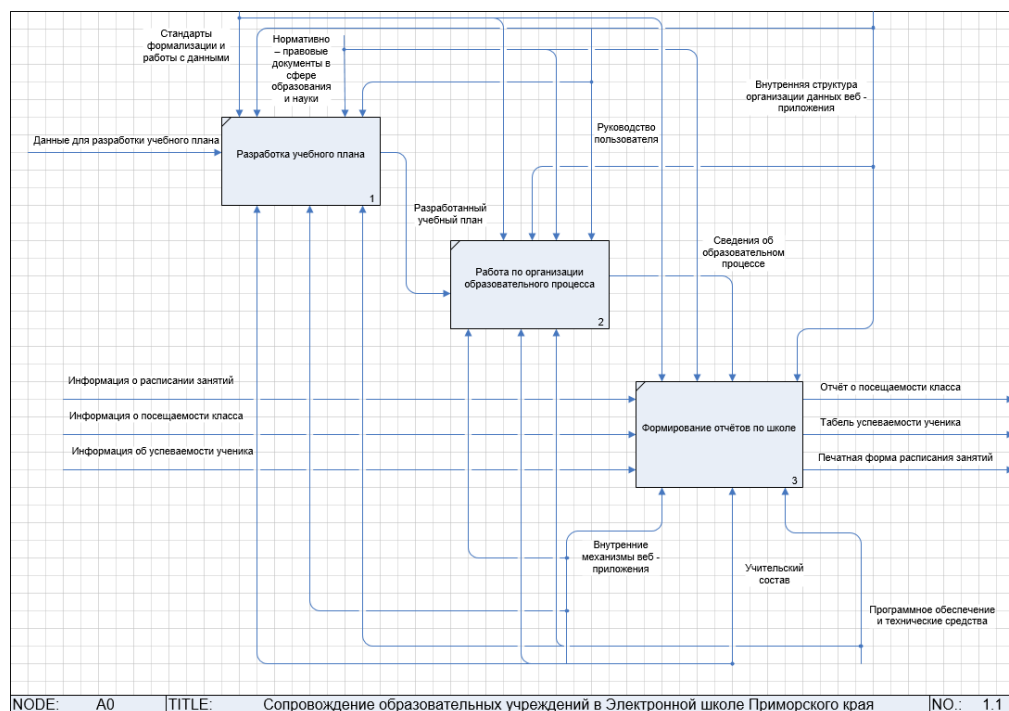 Стандарты
формализации и
работы с данными
Нормативно
– правовые
документы в
сфере
образования
и науки
Внутренняя структура
организации данных веб -
приложения
Руководство
пользователя
Данные для разработки учебного плана
Разработка учебного плана
1
Разработанный
учебный план
Сведения об
образовательном
процессе
Работа по организации
образовательного процесса
2
Информация о расписании занятий
Информация о посещаемости класса
Информация об успеваемости ученика
Формирование отчётов по школе
3
Отчёт о посещаемости класса
Табель успеваемости ученика
Печатная форма расписания занятий
Внутренние
механизмы веб -
приложения
Учительский
состав
Программное обеспечение
и технические средства
NODE: A0 TITLE: Сопровождение образовательных учреждений в Электронной школе Приморского края NO.: 1.1